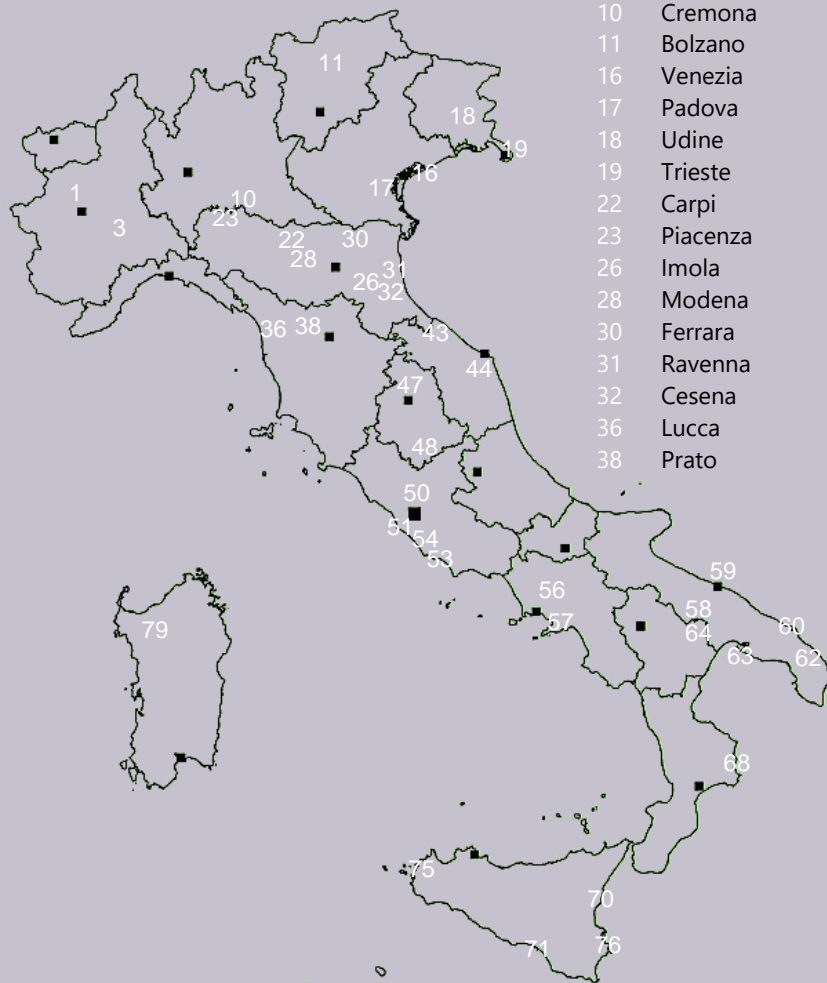 10 Cremona
11 Bolzano
16 Venezia
17 Padova
18 Udine
19 Trieste
22 Carpi
23 Piacenza
26 Imola
28 Modena
30 Ferrara
31 Ravenna
32 Cesena
36 Lucca
38 Prato
11
18
19
16
17
1
10
23
3
22
30
28
31
26
32
36
38
43
44
47
48
50
51
54
53
59
56
58
57
64
60
79
63
62
68
75
70
71
76